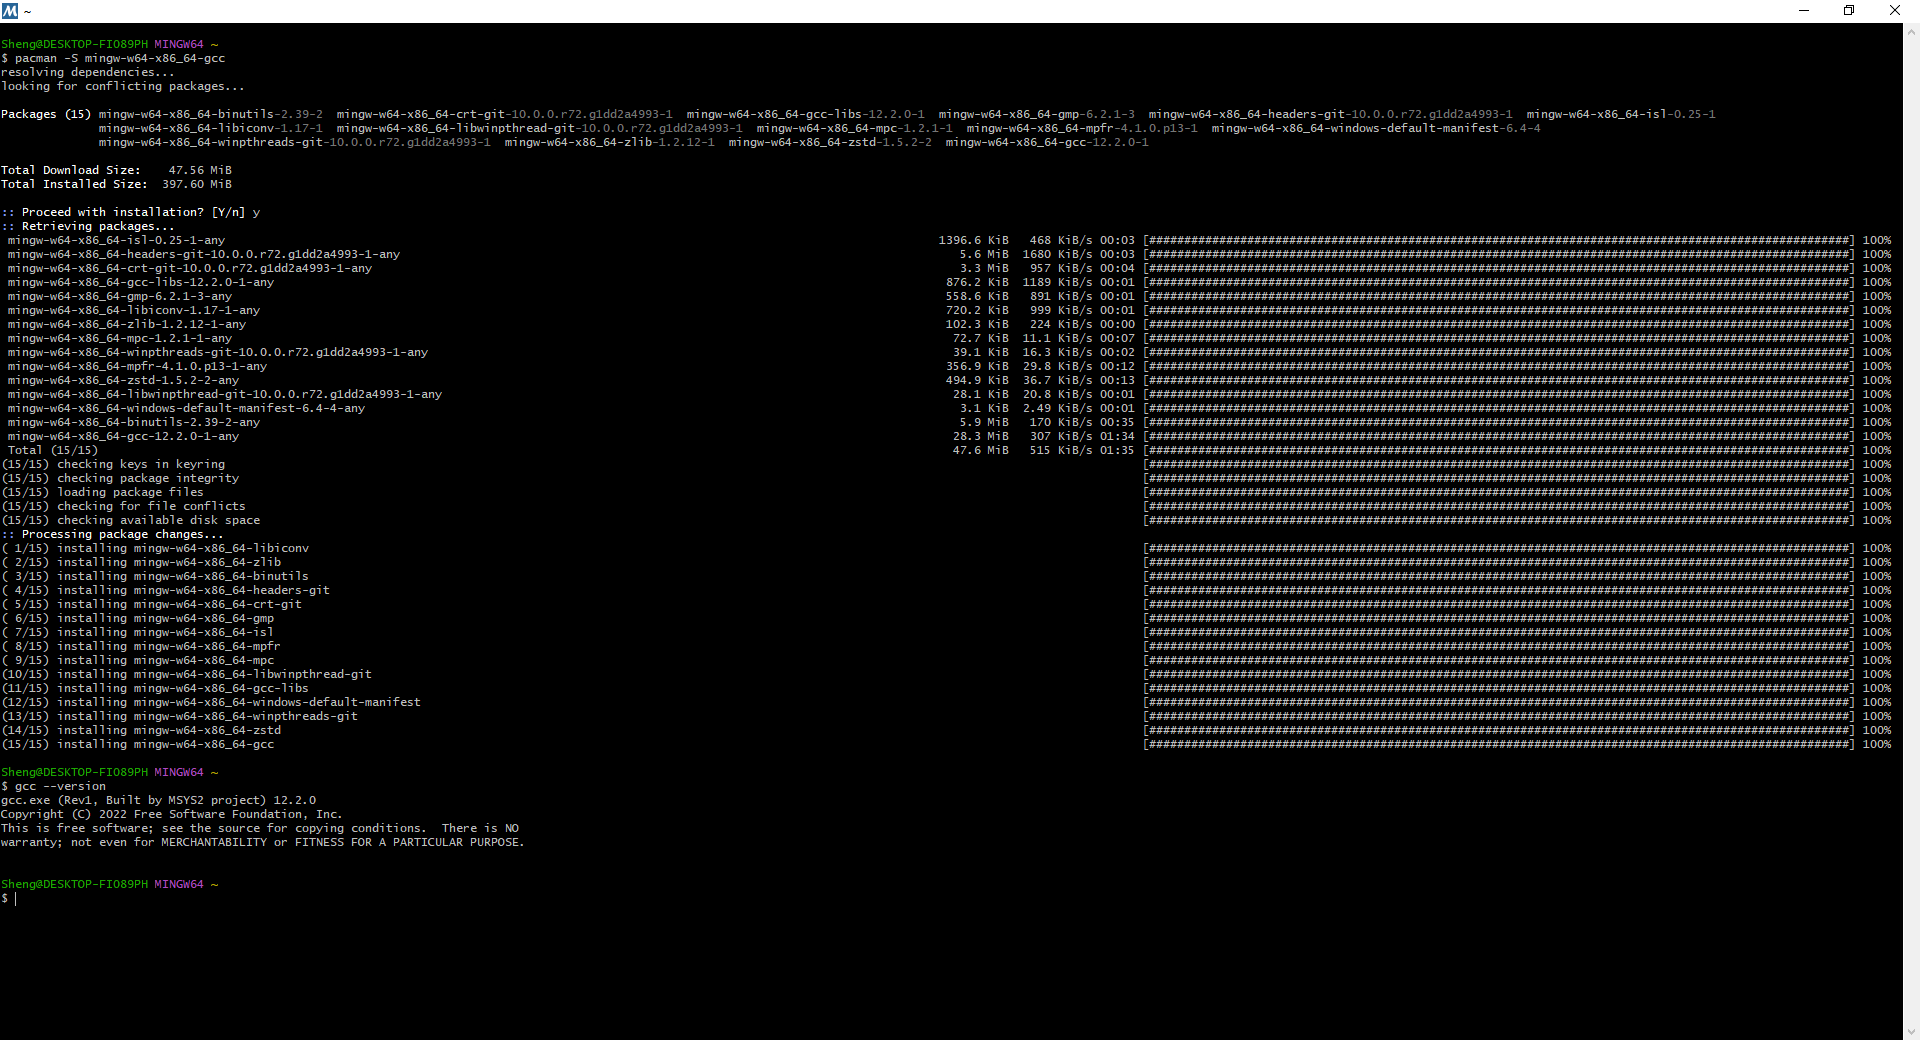 ~
Sheng@DESKTOP-FIO89PH MINGW64 ~
$ pacman -S mingw-w64-x86_64-gcc
resolving dependencies...
looking for conflicting packages...
Packages (15) mingw-w64-x86_64-binutils-2.39-2 mingw-w64-x86_64-crt-git-10.0.0.r72.g1dd2a4993-1 mingw-w64-x86_64-gcc-libs-12.2.0-1 mingw-w64-x86_64-gmp-6.2.1-3 mingw-w64-x86_64-headers-git-10.0.0.r72.g1dd2a4993-1 mingw-w64-x86_64-isl-0.25-1
mingw-w64-x86_64-libiconv-1.17-1 mingw-w64-x86_64-libwinpthread-git-10.0.0.r72.g1dd2a4993-1 mingw-w64-x86_64-mpc-1.2.1-1 mingw-w64-x86_64-mpfr-4.1.0.p13-1 mingw-w64-x86_64-windows-default-manifest-6.4-4
mingw-w64-x86_64-winpthreads-git-10.0.0.r72.g1dd2a4993-1 mingw-w64-x86_64-zlib-1.2.12-1 mingw-w64-x86_64-zstd-1.5.2-2 mingw-w64-x86_64-gcc-12.2.0-1
Total Download Size: 47.56 MiB
Total Installed Size: 397.60 MiB
:: Proceed with installation? [Y/n] y
:: Retrieving packages...
mingw-w64-x86_64-isl-0.25-1-any 1396.6 KiB 468 KiB/s 00:03 [####################################################################################################] 100%
mingw-w64-x86_64-headers-git-10.0.0.r72.g1dd2a4993-1-any 5.6 MiB 1680 KiB/s 00:03 [####################################################################################################] 100%
mingw-w64-x86_64-crt-git-10.0.0.r72.g1dd2a4993-1-any 3.3 MiB 957 KiB/s 00:04 [####################################################################################################] 100%
mingw-w64-x86_64-gcc-libs-12.2.0-1-any 876.2 KiB 1189 KiB/s 00:01 [####################################################################################################] 100%
mingw-w64-x86_64-gmp-6.2.1-3-any 558.6 KiB 891 KiB/s 00:01 [####################################################################################################] 100%
mingw-w64-x86_64-libiconv-1.17-1-any 720.2 KiB 999 KiB/s 00:01 [####################################################################################################] 100%
mingw-w64-x86_64-zlib-1.2.12-1-any 102.3 KiB 224 KiB/s 00:00 [####################################################################################################] 100%
mingw-w64-x86_64-mpc-1.2.1-1-any 72.7 KiB 11.1 KiB/s 00:07 [####################################################################################################] 100%
mingw-w64-x86_64-winpthreads-git-10.0.0.r72.g1dd2a4993-1-any 39.1 KiB 16.3 KiB/s 00:02 [####################################################################################################] 100%
mingw-w64-x86_64-mpfr-4.1.0.p13-1-any 356.9 KiB 29.8 KiB/s 00:12 [####################################################################################################] 100%
mingw-w64-x86_64-zstd-1.5.2-2-any 494.9 KiB 36.7 KiB/s 00:13 [####################################################################################################] 100%
mingw-w64-x86_64-libwinpthread-git-10.0.0.r72.g1dd2a4993-1-any 28.1 KiB 20.8 KiB/s 00:01 [####################################################################################################] 100%
mingw-w64-x86_64-windows-default-manifest-6.4-4-any 3.1 KiB 2.49 KiB/s 00:01 [####################################################################################################] 100%
mingw-w64-x86_64-binutils-2.39-2-any 5.9 MiB 170 KiB/s 00:35 [####################################################################################################] 100%
mingw-w64-x86_64-gcc-12.2.0-1-any 28.3 MiB 307 KiB/s 01:34 [####################################################################################################] 100%
Total (15/15) 47.6 MiB 515 KiB/s 01:35 [####################################################################################################] 100%
(15/15) checking keys in keyring [####################################################################################################] 100%
(15/15) checking package integrity [####################################################################################################] 100%
(15/15) loading package files [####################################################################################################] 100%
(15/15) checking for file conflicts [####################################################################################################] 100%
(15/15) checking available disk space [####################################################################################################] 100%
:: Processing package changes...
( 1/15) installing mingw-w64-x86_64-libiconv [####################################################################################################] 100%
( 2/15) installing mingw-w64-x86_64-zlib [####################################################################################################] 100%
( 3/15) installing mingw-w64-x86_64-binutils [####################################################################################################] 100%
( 4/15) installing mingw-w64-x86_64-headers-git [####################################################################################################] 100%
( 5/15) installing mingw-w64-x86_64-crt-git [####################################################################################################] 100%
( 6/15) installing mingw-w64-x86_64-gmp [####################################################################################################] 100%
( 7/15) installing mingw-w64-x86_64-isl [####################################################################################################] 100%
( 8/15) installing mingw-w64-x86_64-mpfr [####################################################################################################] 100%
( 9/15) installing mingw-w64-x86_64-mpc [####################################################################################################] 100%
(10/15) installing mingw-w64-x86_64-libwinpthread-git [####################################################################################################] 100%
(11/15) installing mingw-w64-x86_64-gcc-libs [####################################################################################################] 100%
(12/15) installing mingw-w64-x86_64-windows-default-manifest [####################################################################################################] 100%
(13/15) installing mingw-w64-x86_64-winpthreads-git [####################################################################################################] 100%
(14/15) installing mingw-w64-x86_64-zstd [####################################################################################################] 100%
(15/15) installing mingw-w64-x86_64-gcc [####################################################################################################] 100%
Sheng@DESKTOP-FIO89PH MINGW64 ~
$ gcc --version
gcc.exe (Rev1, Built by MSYS2 project) 12.2.0
Copyright (C) 2022 Free Software Foundation, Inc.
This is free software; see the source for copying conditions. There is NO
warranty; not even for MERCHANTABILITY or FITNESS FOR A PARTICULAR PURPOSE.
Sheng@DESKTOP-FIO89PH MINGW64 ~
$